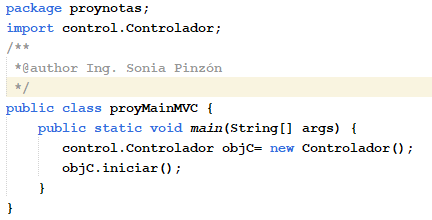 package proynotas;
import control.Controlador;
/**
*@author Ing. Sonia Pinzón
*/
public class proyMainMVC {
public static void main(String[] args) {
control.Controlador objC= new Controlador();
objC.iniciar();
}
}